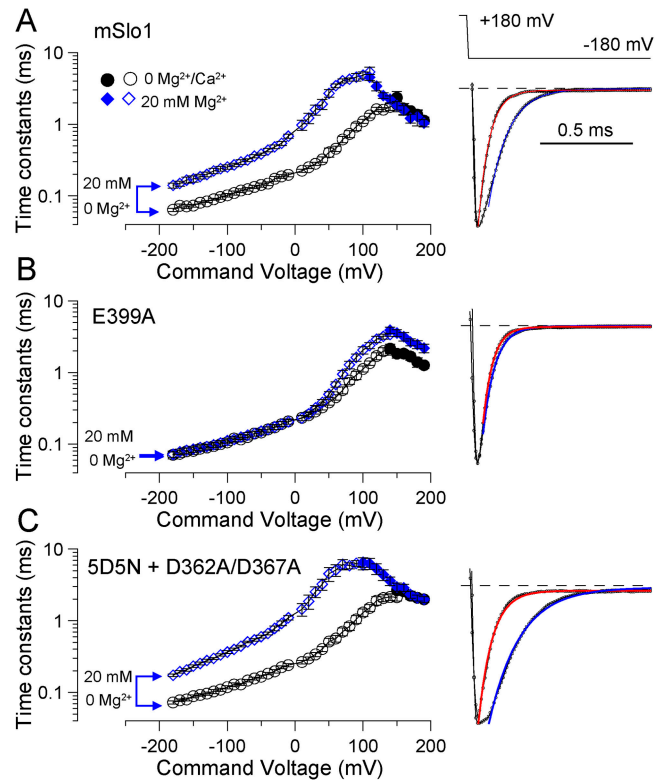 A
mSlo1
0 Mg²⁺/Ca²⁺
20 mM Mg²⁺
Time constants (ms)
10
1
0.1
20 mM
0 Mg²⁺
-200 -100 0 100 200
Command Voltage (mV)
+180 mV
-180 mV
0.5 ms
B
E399A
Time constants (ms)
10
1
0.1
20 mM
0 Mg²⁺
-200 -100 0 100 200
Command Voltage (mV)
C
5D5N + D362A/D367A
Time constants (ms)
10
1
0.1
20 mM
0 Mg²⁺
-200 -100 0 100 200
Command Voltage (mV)